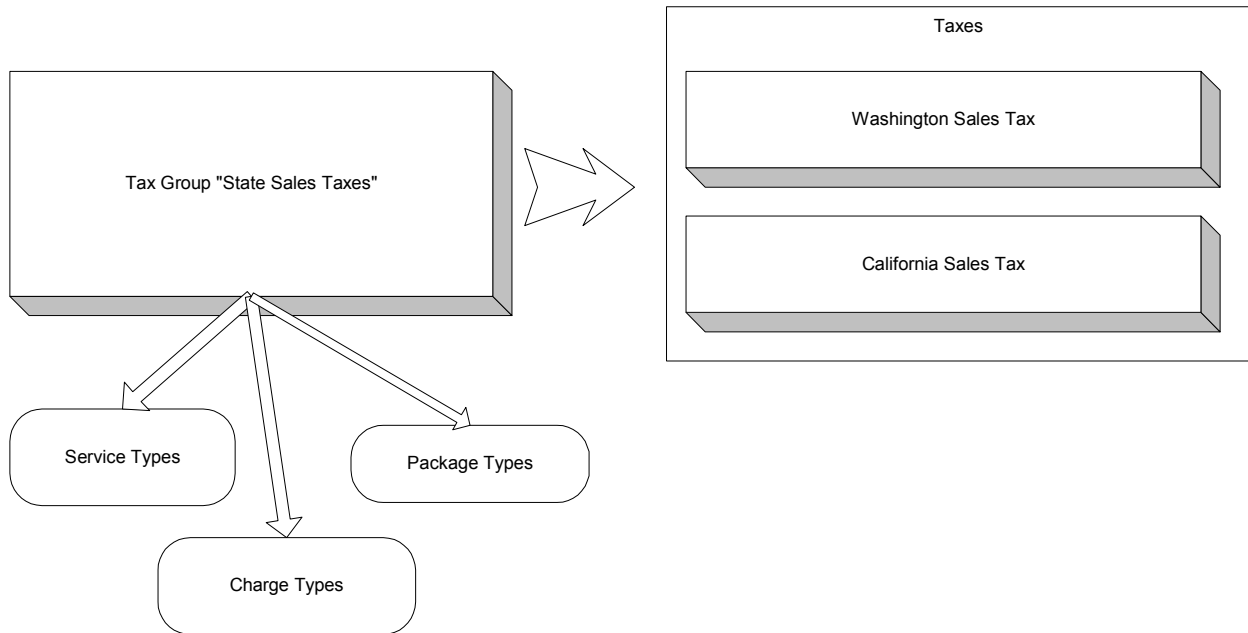 Taxes
Washington Sales Tax
Tax Group "State Sales Taxes"
California Sales Tax
Service Types
Package Types
Charge Types